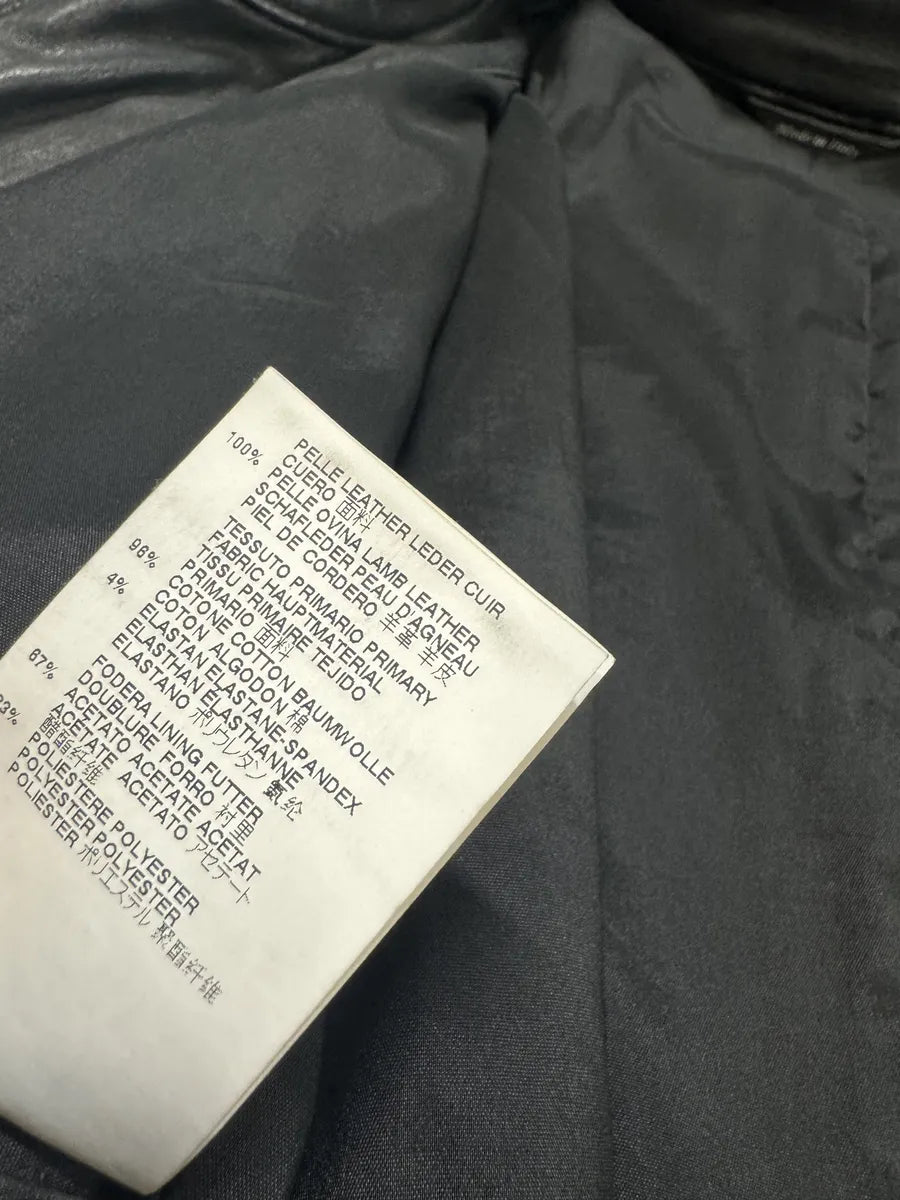 PELLE LEATHER LEDER CUIR
CUERO 面料
100% PELLE OVINA LAMB LEATHER
SCHAFLEDER PEAU D'AGNEAU
PIEL DE CORDERO 羊革 羊皮
TESSUTO PRIMARIO PRIMARY
FABRIC HAUPTMATERIAL
TISSU PRIMAIRE TEJIDO
PRIMARIO 面料
96% COTONE COTTON BAUMWOLLE
COTON ALGODON 棉
4% ELASTAN ELASTANE SPANDEX
ELASTHAN ELASTHANNE
ELASTANO ポリウレタン 氨纶
FODERA LINING FUTTER
DOUBLURE FORRO 衬里
67% ACETATO ACETATE ACETAT
ACETATE ACETATO アセテート
醋酯纤维
POLIESTERE POLYESTER
POLYESTER POLYESTER
POLIESTER ポリエステル 聚酯纤维